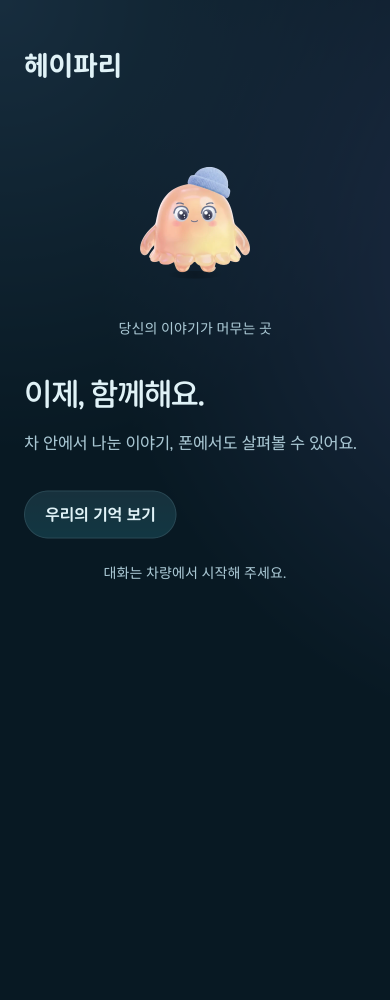 헤이파리
당신의 이야기가 머무는 곳
이제, 함께해요.
차 안에서 나눈 이야기, 폰에서도 살펴볼 수 있어요.
우리의 기억 보기
대화는 차량에서 시작해 주세요.